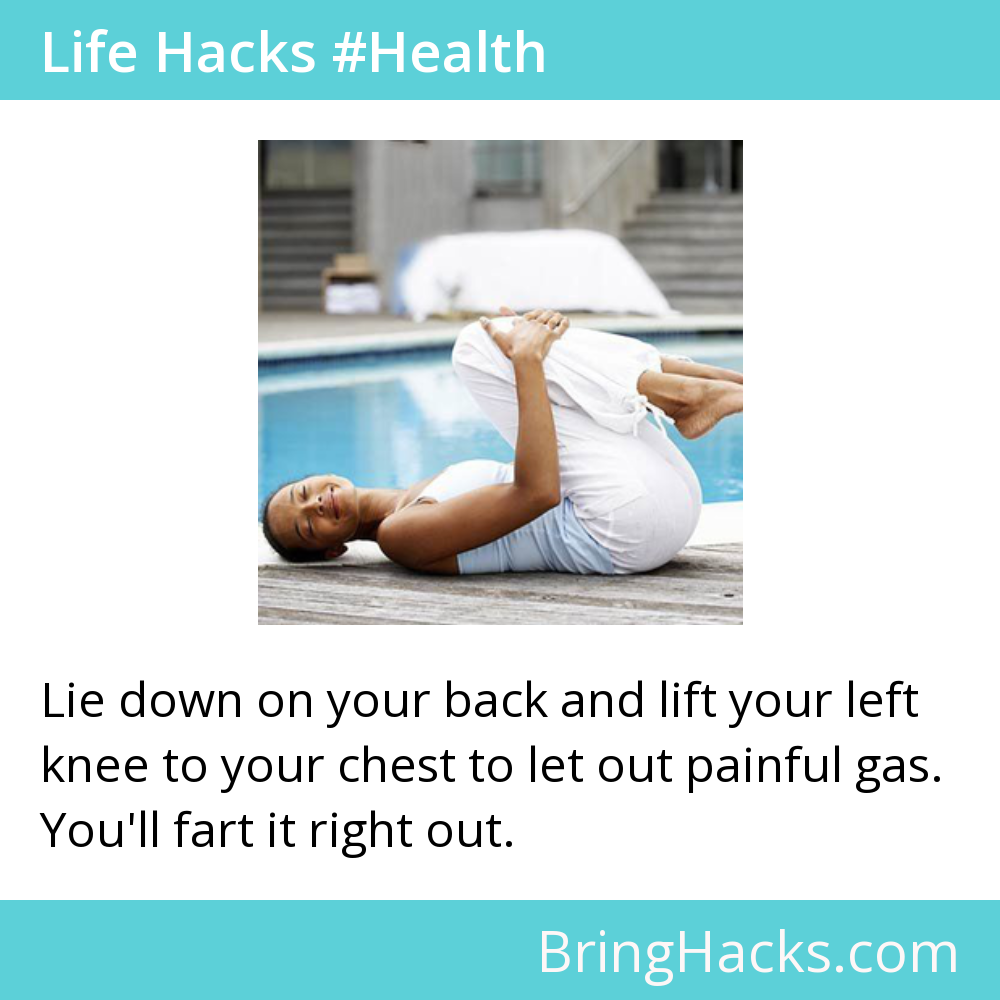 Life Hacks #Health
Lie down on your back and lift your left
knee to your chest to let out painful gas.
You'll fart it right out.
BringHacks.com